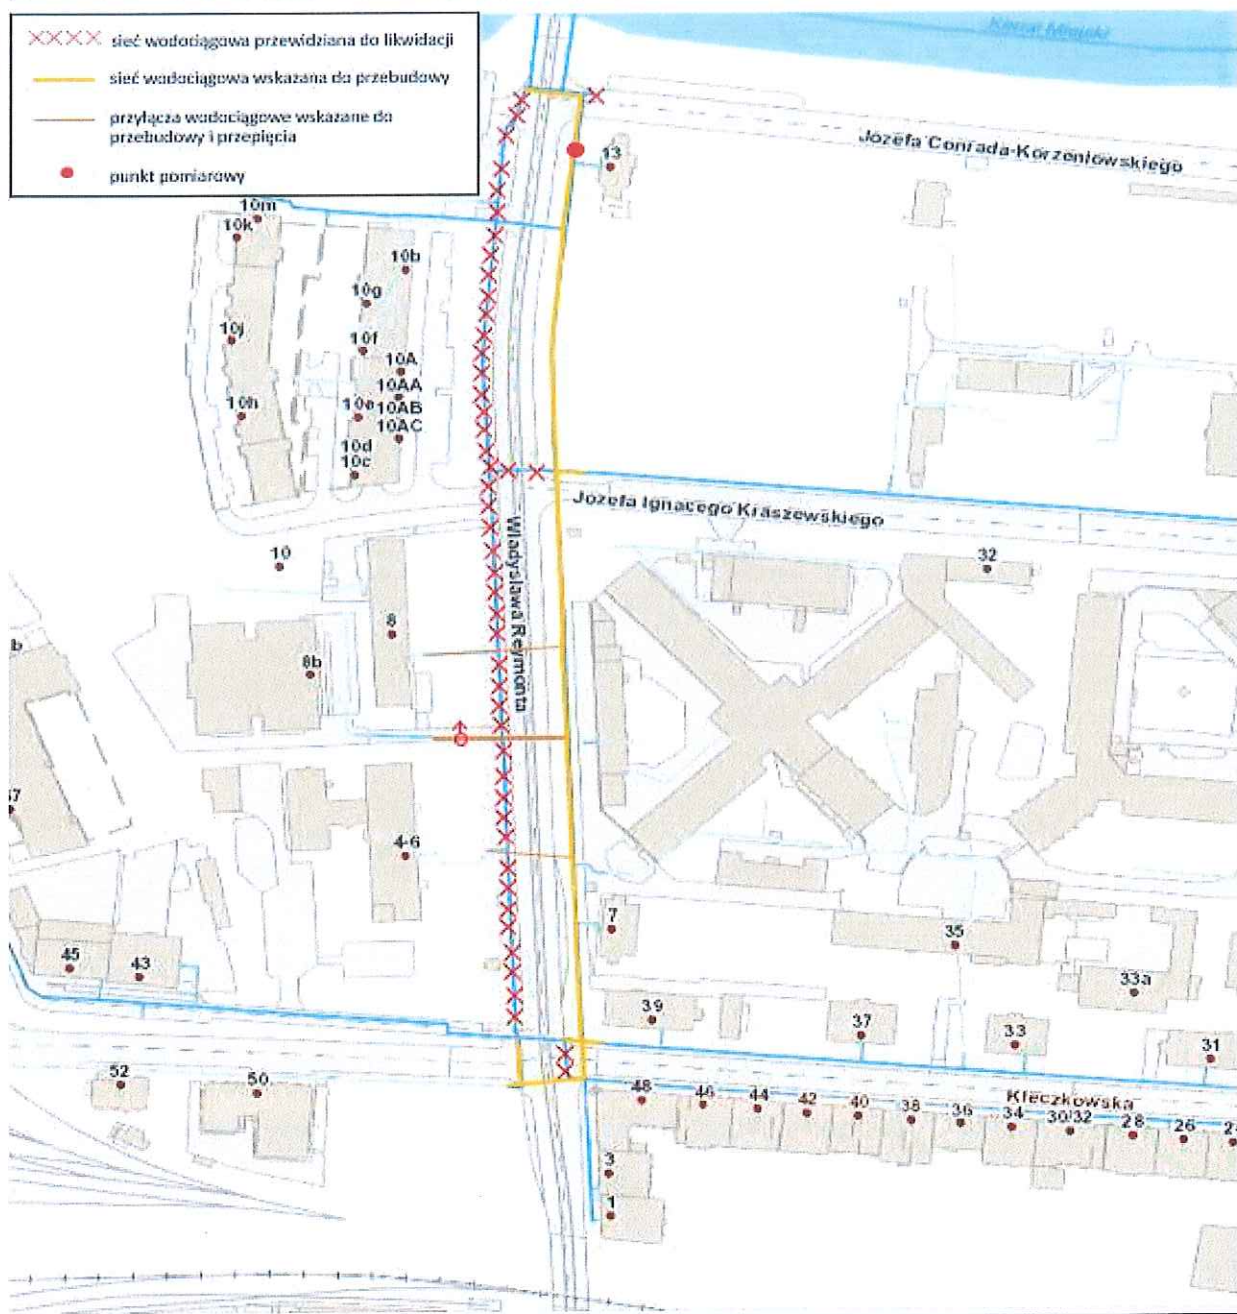 sieć wodociągowa przewidziana do likwidacji
sieć wodociągowa wskazana do przebudowy
przyłącza wodociągowe wskazane do
przebudowy i przepięcia
punkt pomiarowy
Kanał Miejski
Józefa Conrada-Korzeniowskiego
13
10m
10k
10b
10g
10j
10f
10A
10AA
10h
10e
10AB
10AC
10d
10c
Józefa Ignacego Kraszewskiego
Władysława Reymonta
10
32
8
b
8b
4-6
7
35
45
43
33a
39
37
33
31
52
50
Kleczkowska
48
46
44
42
40
38
36
34
30/32
28
26
3
1